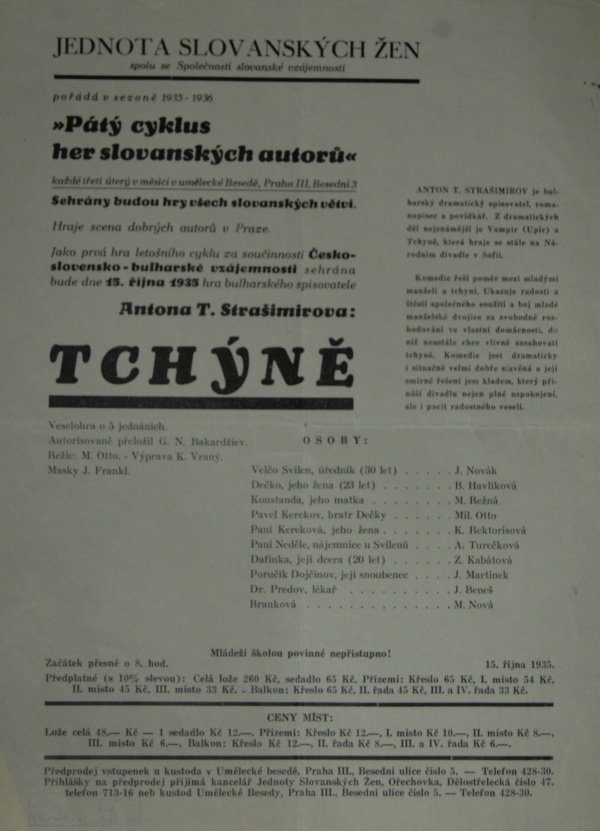 JEDNOTA SLOVANSKÝCH ŽEN
spolu se Společností slovanské vzájemnosti
pořádá v sezoně 1935-1936
»Pátý cyklus
her slovanských autorů«
každé třetí úterý v měsíci v umělecké Besedě, Praha III, Besední 3
Sehrány budou hry všech slovanských větví.
Hraje scena dobrých autorů v Praze.
Jako prvá hra letošního cyklu za součinnosti Česko-
slovensko-bulharské vzájemnosti sehrána
bude dne 15. října 1935 hra bulharského spisovatele
Antona T. Strašimirova:
TCHÝNĚ
ANTON T. STRAŠIMIROV je bul-
harský dramatický spisovatel, roma-
nopisec a povídkář. Z dramatických
děl nejznámější je Vampir (Upír) a
Tchyně, která hraje se stále na Ná-
rodním divadle v Sofii.
Komedie řeší poměr mezi mladými
manželi a tchyní. Ukazuje radosti a
štěstí společného soužití a boj mladé
manželské dvojice za svobodné roz-
hodování ve vlastní domácnosti, do
níž neustále chce vlivně zasahovati
tchyně. Komedie jest dramaticky
i situačně velmi dobře stavěná a její
smírné řešení jest kladem, který při-
náší divadlu nejen plné uspokojení,
ale i pocit radostného veselí.
Veselohra o 5 jednáních.
Autorisovaně přeložil G. N. Bakardžiev.
Režie: M. Otto. - Výprava K. Vraný.
Masky J. Frankl.
OSOBY:
Velčo Svilen, úředník (30 let) . . . . . . J. Novák
Dečko, jeho žena (23 let) . . . . . . . B. Havlíková
Konstanda, jeho matka . . . . . . . . M. Režná
Pavel Kerekov, bratr Dečky . . . . . . Mil. Otto
Paní Kereková, jeho žena . . . . . . . K. Rektorisová
Paní Neděle, nájemnice u Svilenů . . . A. Turečková
Dafinka, její dcera (20 let) . . . . . . Z. Kabátová
Poručík Dojčinov, její snoubenec . . . . J. Martinek
Dr. Predov, lékař . . . . . . . . . . J. Beneš
Branková . . . . . . . . . . . . . M. Nová
Mládeži školou povinné nepřístupno!
Začátek přesně o 8. hod.
15. října 1935.
Předplatné (s 10% slevou): Celá lože 260 Kč, sedadlo 65 Kč. Přízemí: Křeslo 65 Kč, I. místo 54 Kč,
II. místo 45 Kč, III. místo 33 Kč. . Balkon: Křeslo 65 Kč, II. řada 45 Kč, III. a IV. řada 33 Kč.
CENY MÍST:
Lože celá 48.— Kč — 1 sedadlo Kč 12.—, Přízemí: Křeslo Kč 12.—, I. místo Kč 10.—, II. místo Kč 8.—,
III. místo Kč 6.—, Balkon: Křeslo Kč 12.—, II. řada Kč 8.—, III. a IV. řada Kč 6.—.
Předprodej vstupenek u kustoda v Umělecké besedě, Praha III., Besední ulice číslo 5. — Telefon 428-30.
Přihlášky na předprodej přijímá kancelář Jednoty Slovanských Žen, Ořechovka, Dělostřelecká číslo 47.
telefon 713-16 neb kustod Umělecké Besedy, Praha III., Besední ulice číslo 5. — Telefon 428-30.